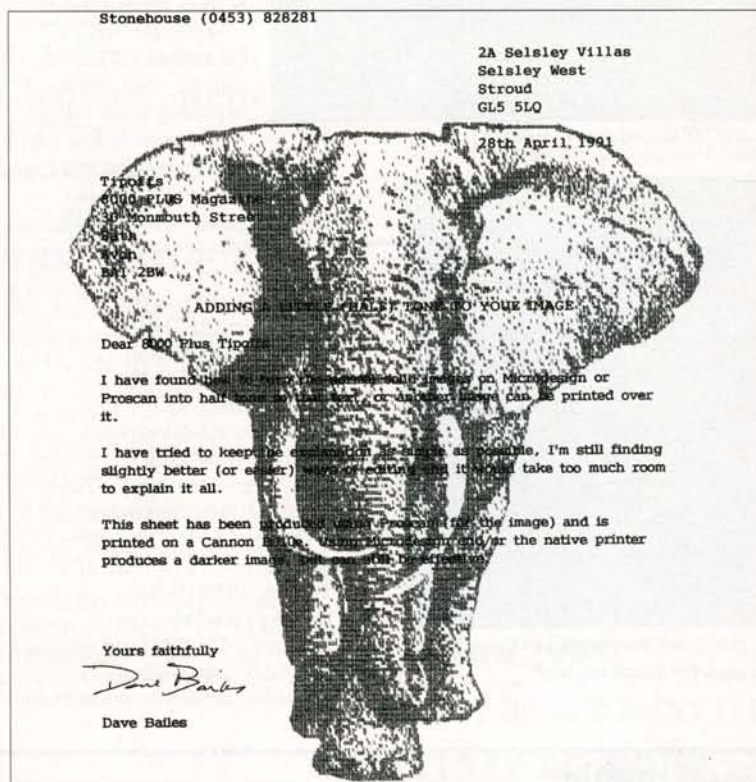 Stonehouse (0453) 828281
2A Selsley Villas
Selsley West
Stroud
GL5 5LQ
28th April 1991
Tipoffs
8000 PLUS Magazine
30 Monmouth Street
Bath
Avon
BA1 2BW
ADDING A LITTLE (HALF) TONE TO YOUR IMAGE
Dear 8000 Plus Tipoffs
I have found how to turn the normal solid images on Microdesign or
Proscan into half tone so that text, or another image can be printed over
it.
I have tried to keep the explanation as simple as possible, I'm still finding
slightly better (or easier) ways of editing and it would take too much room
to explain it all.
This sheet has been produced using Proscan (for the image) and is
printed on a Cannon BJ10e. Using Microdesign and/or the native printer
produces a darker image, but can still be effective.
Yours faithfully
Dave Bailes
Dave Bailes